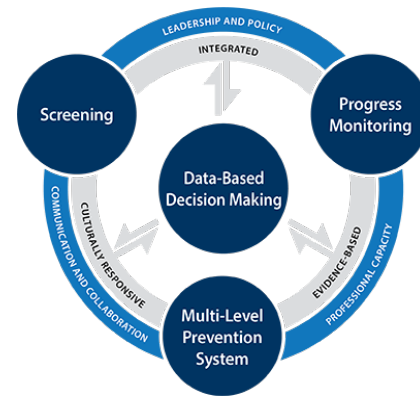 LEADERSHIP AND POLICY
INTEGRATED
Screening
Progress
Monitoring
Data-Based
Decision Making
COMMUNICATION AND COLLABORATION
CULTURALLY RESPONSIVE
EVIDENCE-BASED
PROFESSIONAL CAPACITY
Multi-Level
Prevention
System